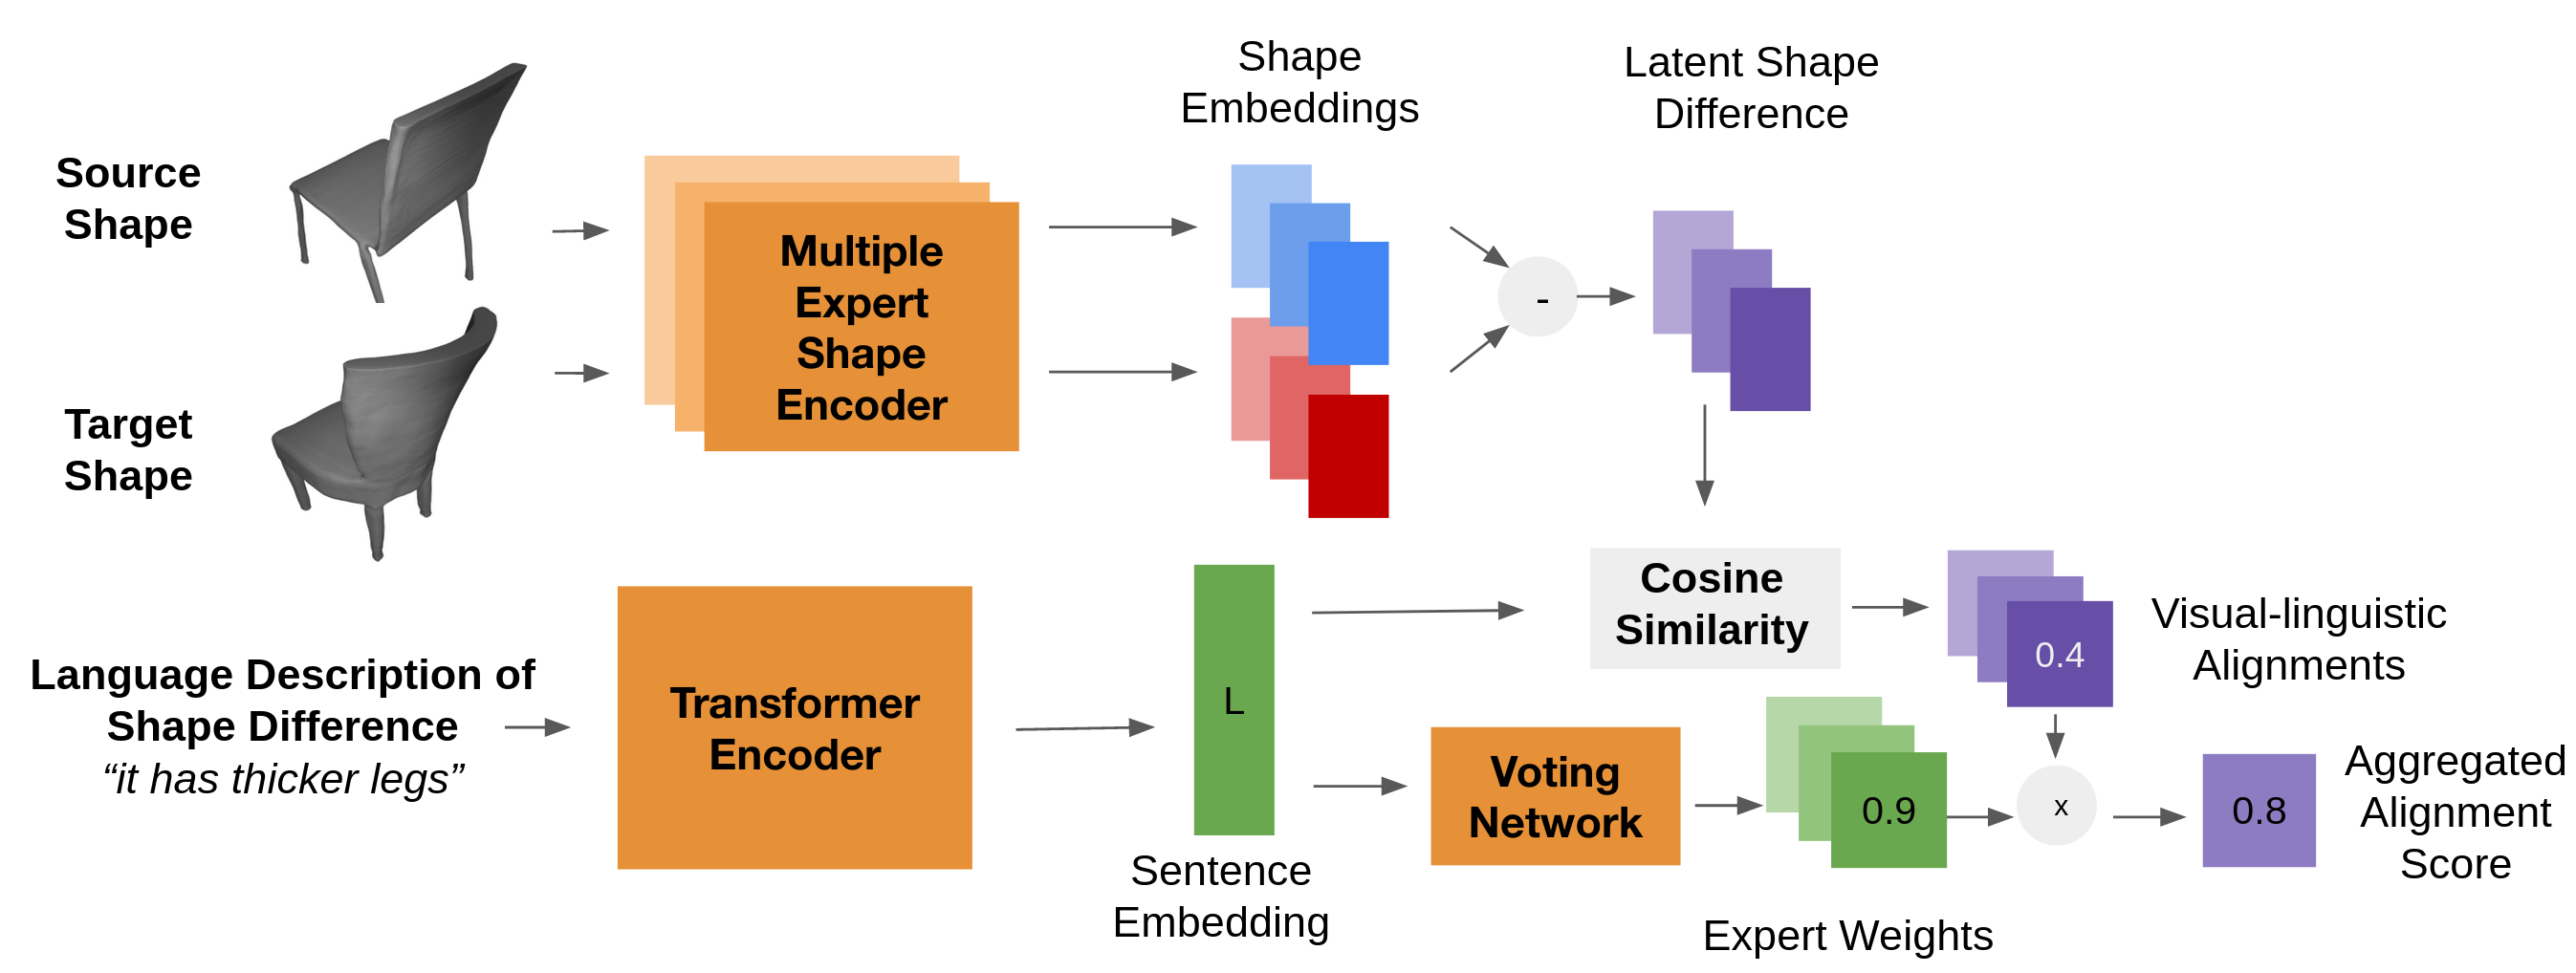 Source
Shape
Target
Shape
Multiple
Expert
Shape
Encoder
Shape
Embeddings
-
Latent Shape
Difference
Language Description of
Shape Difference
“it has thicker legs”
Transformer
Encoder
L
Sentence
Embedding
Cosine
Similarity
0.4
Visual-linguistic
Alignments
Voting
Network
0.9
Expert Weights
x
0.8
Aggregated
Alignment
Score